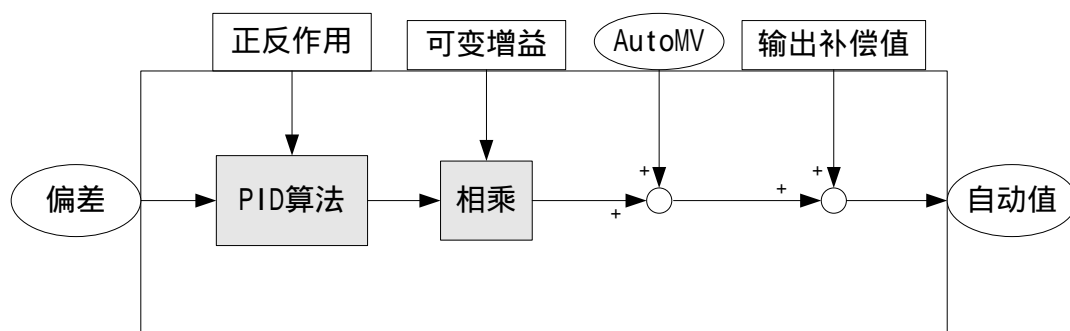 正反作用
可变增益
AutoMV
输出补偿值
偏差
PID算法
相乘
+
+
+
+
自动值